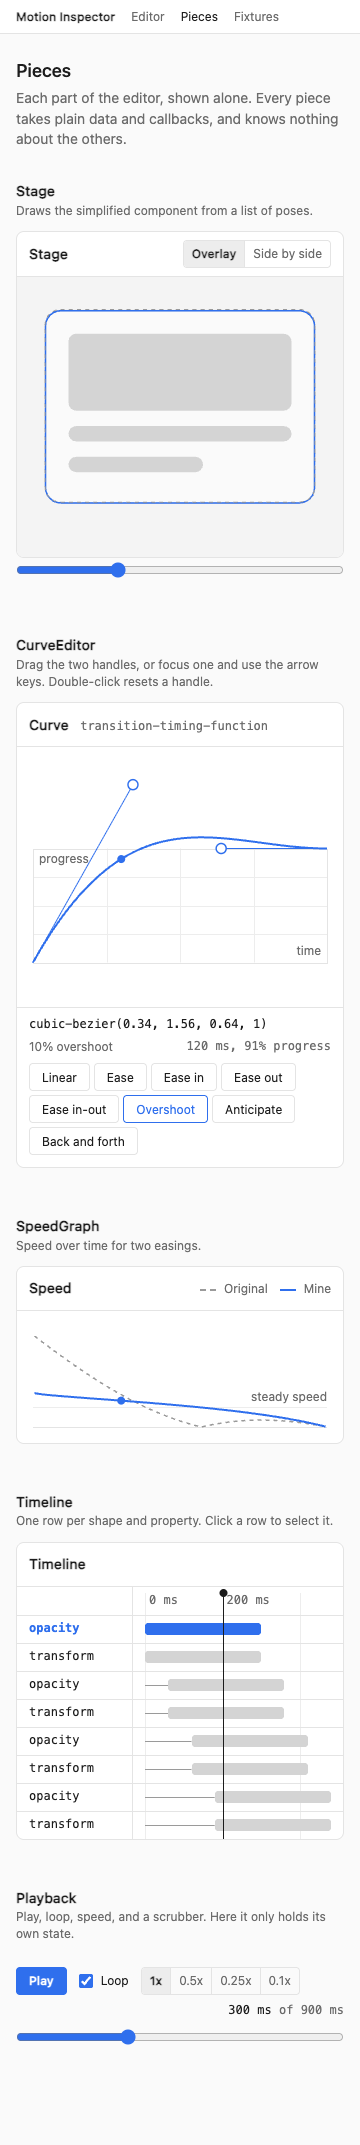 Motion Inspector Editor Pieces Fixtures
Pieces
Each part of the editor, shown alone. Every piece
takes plain data and callbacks, and knows nothing
about the others.
Stage
Draws the simplified component from a list of poses.
Stage Overlay Side by side
CurveEditor
Drag the two handles, or focus one and use the arrow
keys. Double-click resets a handle.
Curve transition-timing-function
progress
time
cubic-bezier(0.34, 1.56, 0.64, 1)
10% overshoot 120 ms, 91% progress
Linear Ease Ease in Ease out
Ease in-out Overshoot Anticipate
Back and forth
SpeedGraph
Speed over time for two easings.
Speed Original Mine
steady speed
Timeline
One row per shape and property. Click a row to select it.
Timeline
0 ms 200 ms
opacity
transform
opacity
transform
opacity
transform
opacity
transform
Playback
Play, loop, speed, and a scrubber. Here it only holds its
own state.
Play Loop 1x 0.5x 0.25x 0.1x
300 ms of 900 ms